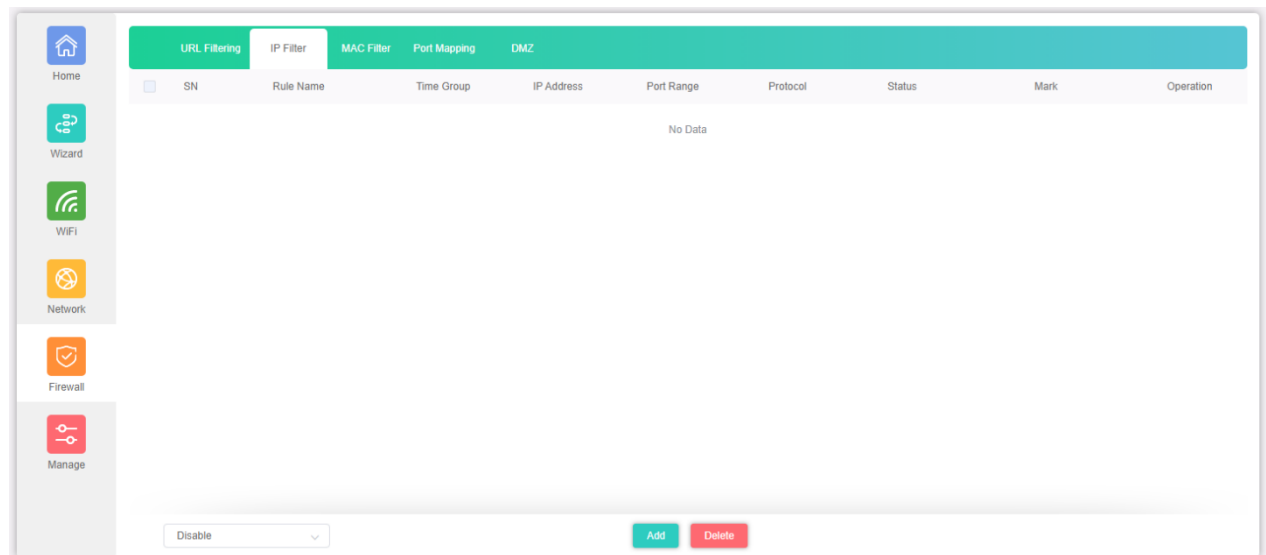 Home
Wizard
WiFi
Network
Firewall
Manage
URL Filtering IP Filter MAC Filter Port Mapping DMZ
SN Rule Name Time Group IP Address Port Range Protocol Status Mark Operation
No Data
Disable Add Delete